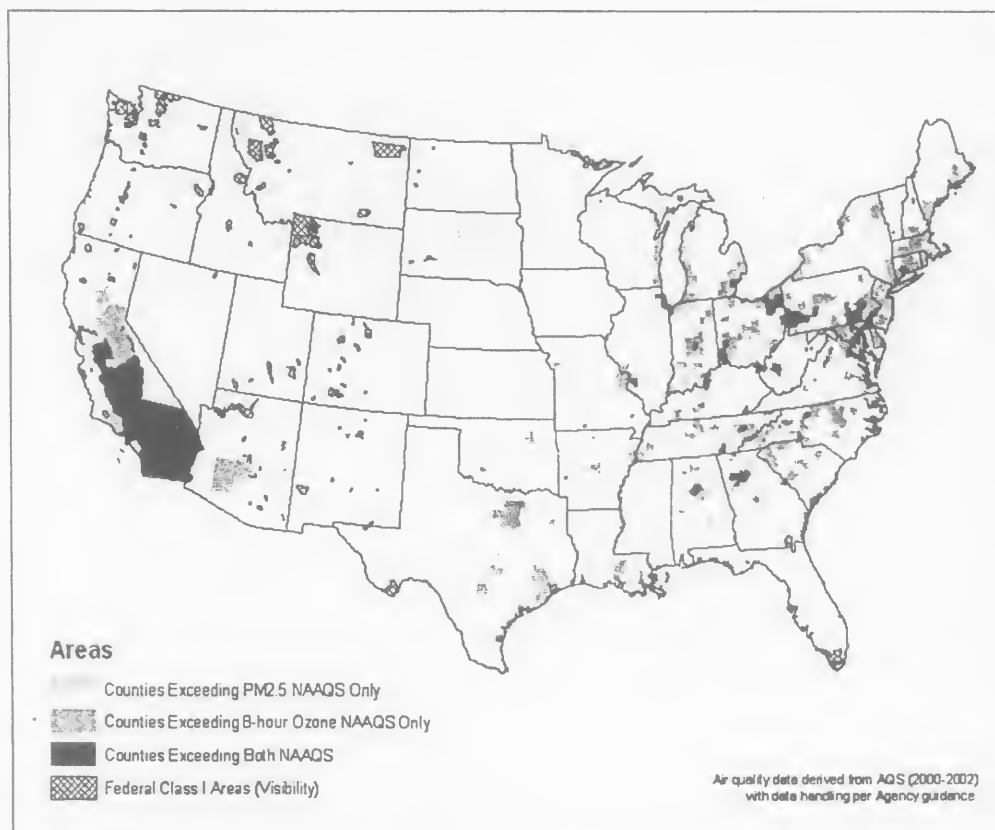 Areas
Counties Exceeding PM2.5 NAAQS Only
Counties Exceeding 8-hour Ozone NAAQS Only
Counties Exceeding Both NAAQS
Federal Class I Areas (Visibility)
Air quality data derived from AQS (2000-2002)
with data handling per Agency guidance